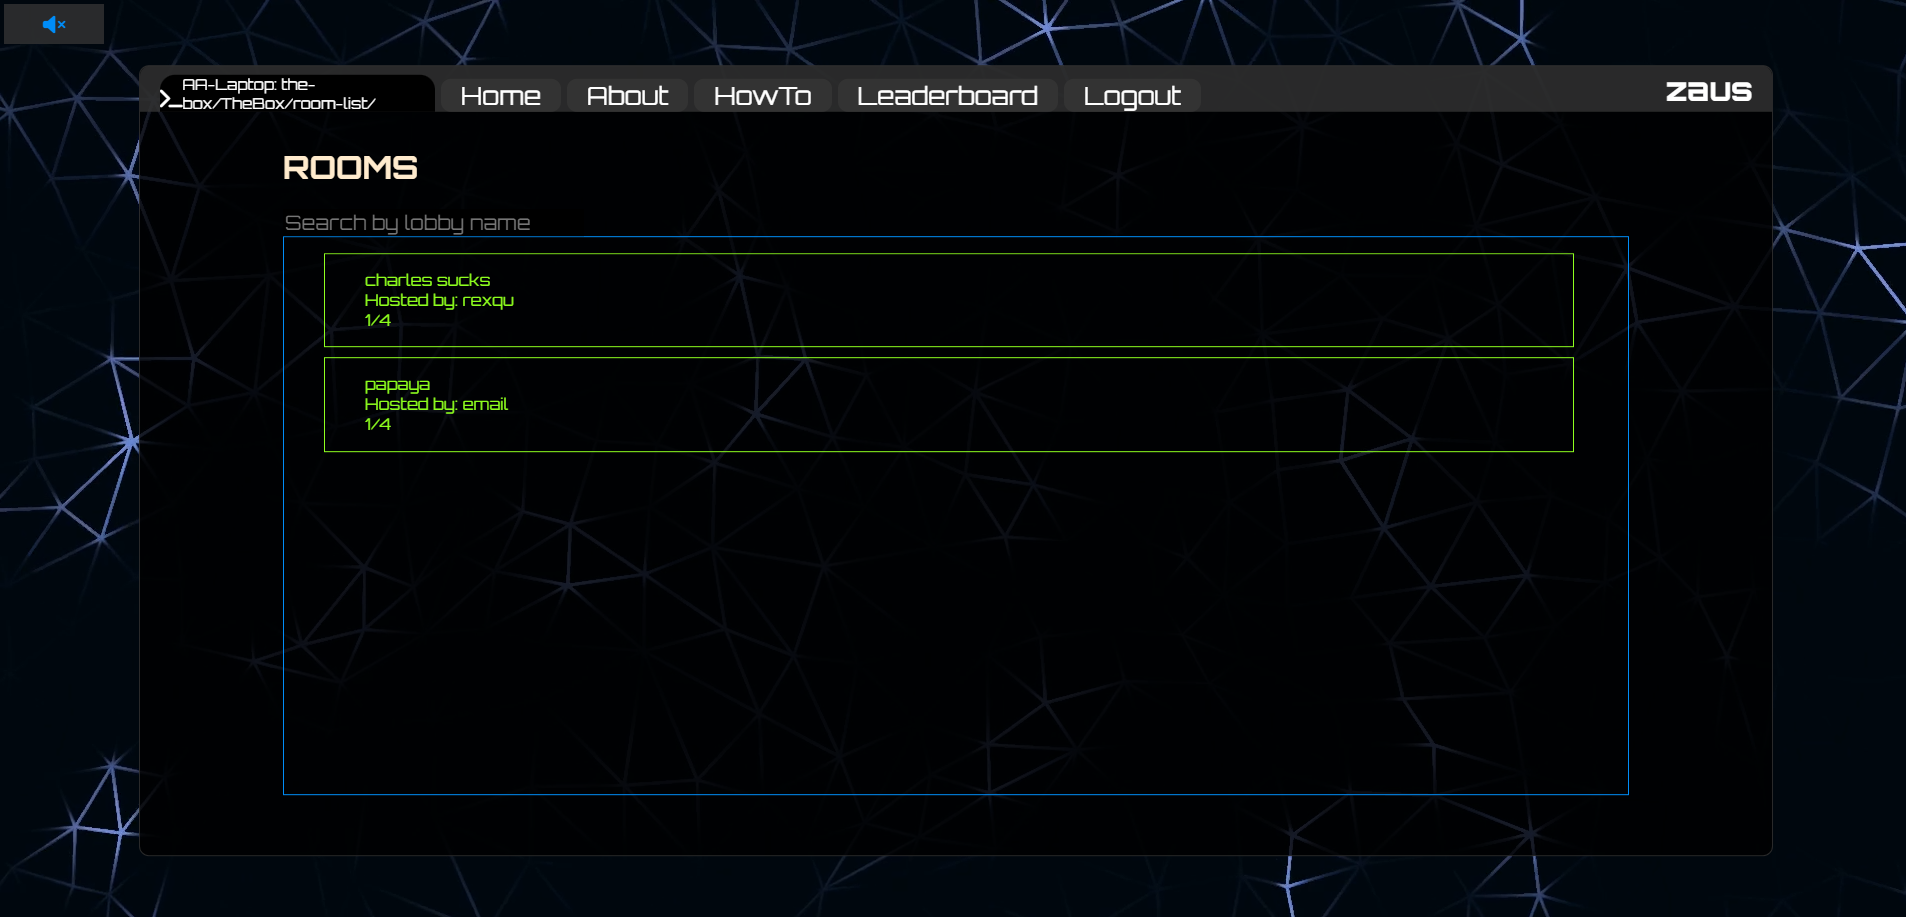 AA-Laptop: the-
box/TheBox/room-list/
Home
About
HowTo
Leaderboard
Logout
zaus
ROOMS
Search by lobby name
charles sucks
Hosted by: rexqu
1/4
papaya
Hosted by: email
1/4